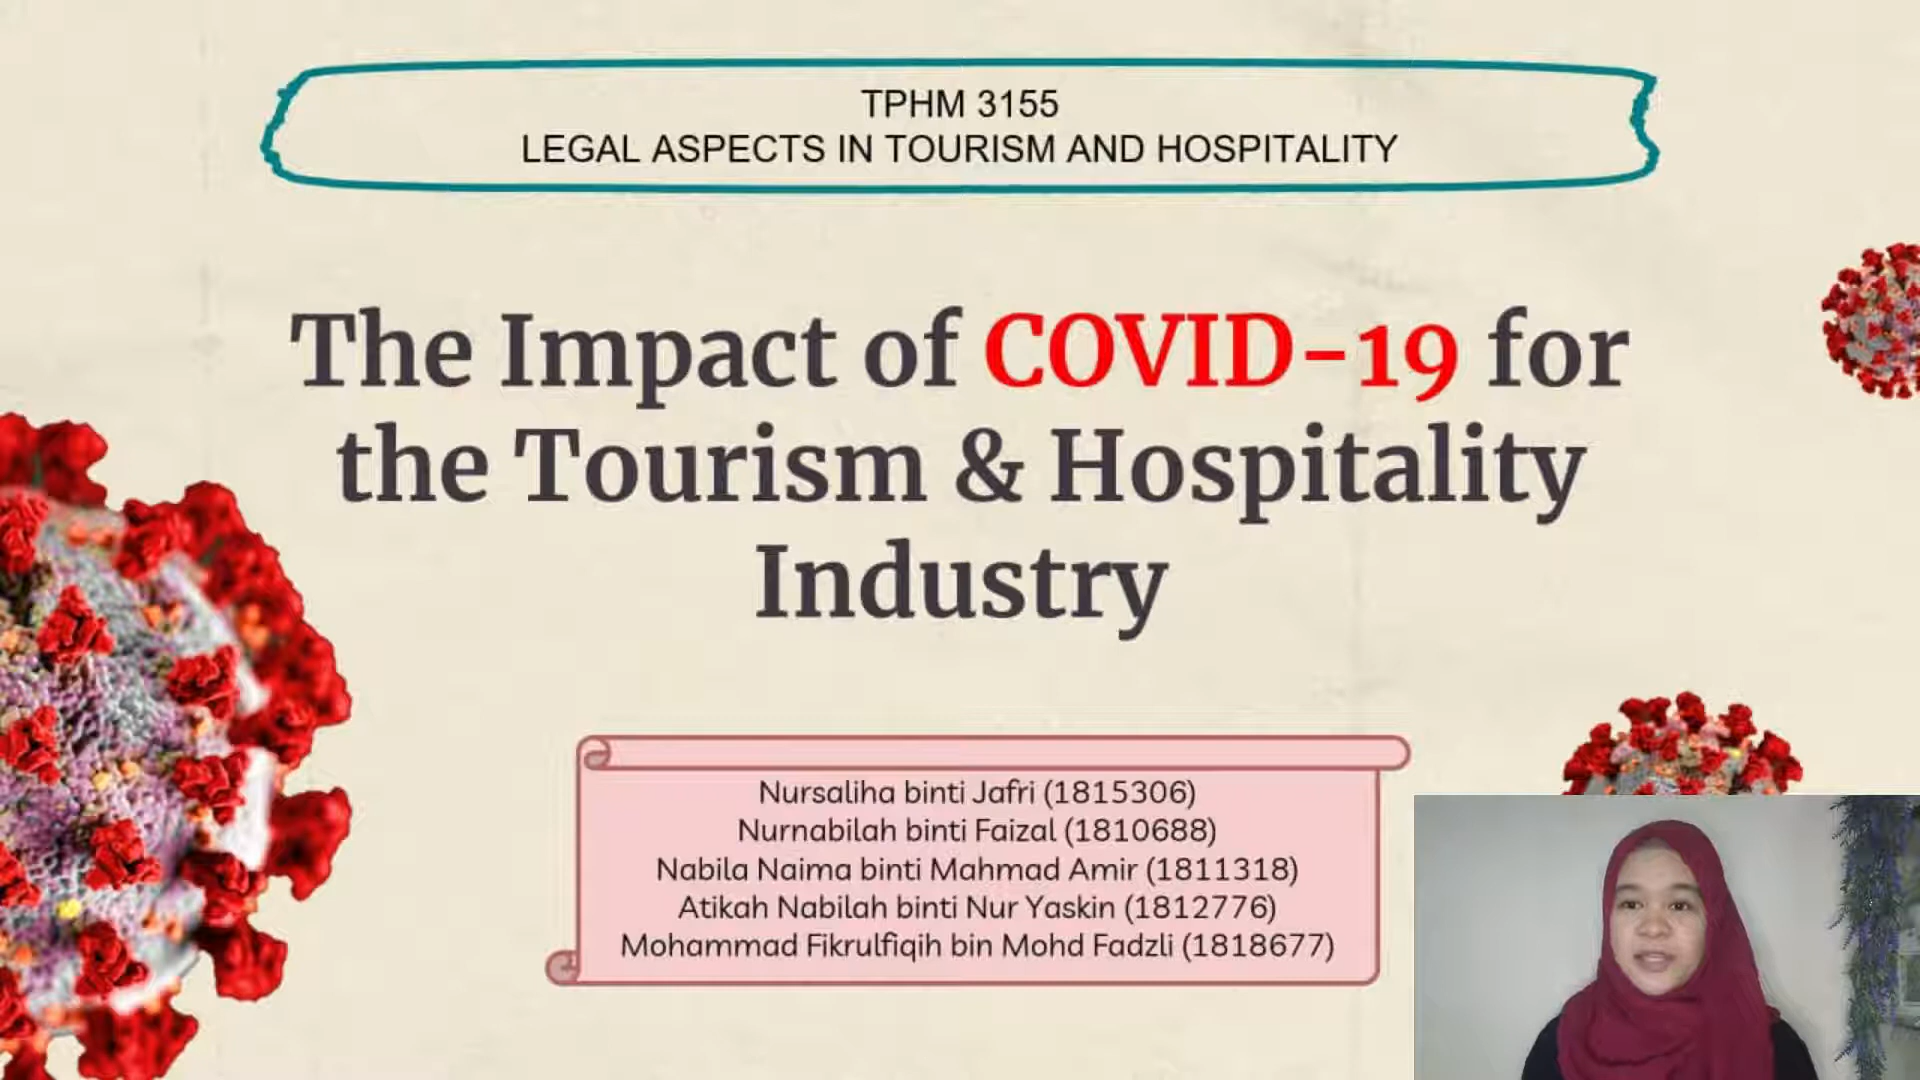 TPHM 3155
LEGAL ASPECTS IN TOURISM AND HOSPITALITY
The Impact of COVID-19 for
the Tourism & Hospitality
Industry
Nursaliha binti Jafri (1815306)
Nurnabilah binti Faizal (1810688)
Nabila Naima binti Mahmad Amir (1811318)
Atikah Nabilah binti Nur Yaskin (1812776)
Mohammad Fikrulfiqih bin Mohd Fadzli (1818677)